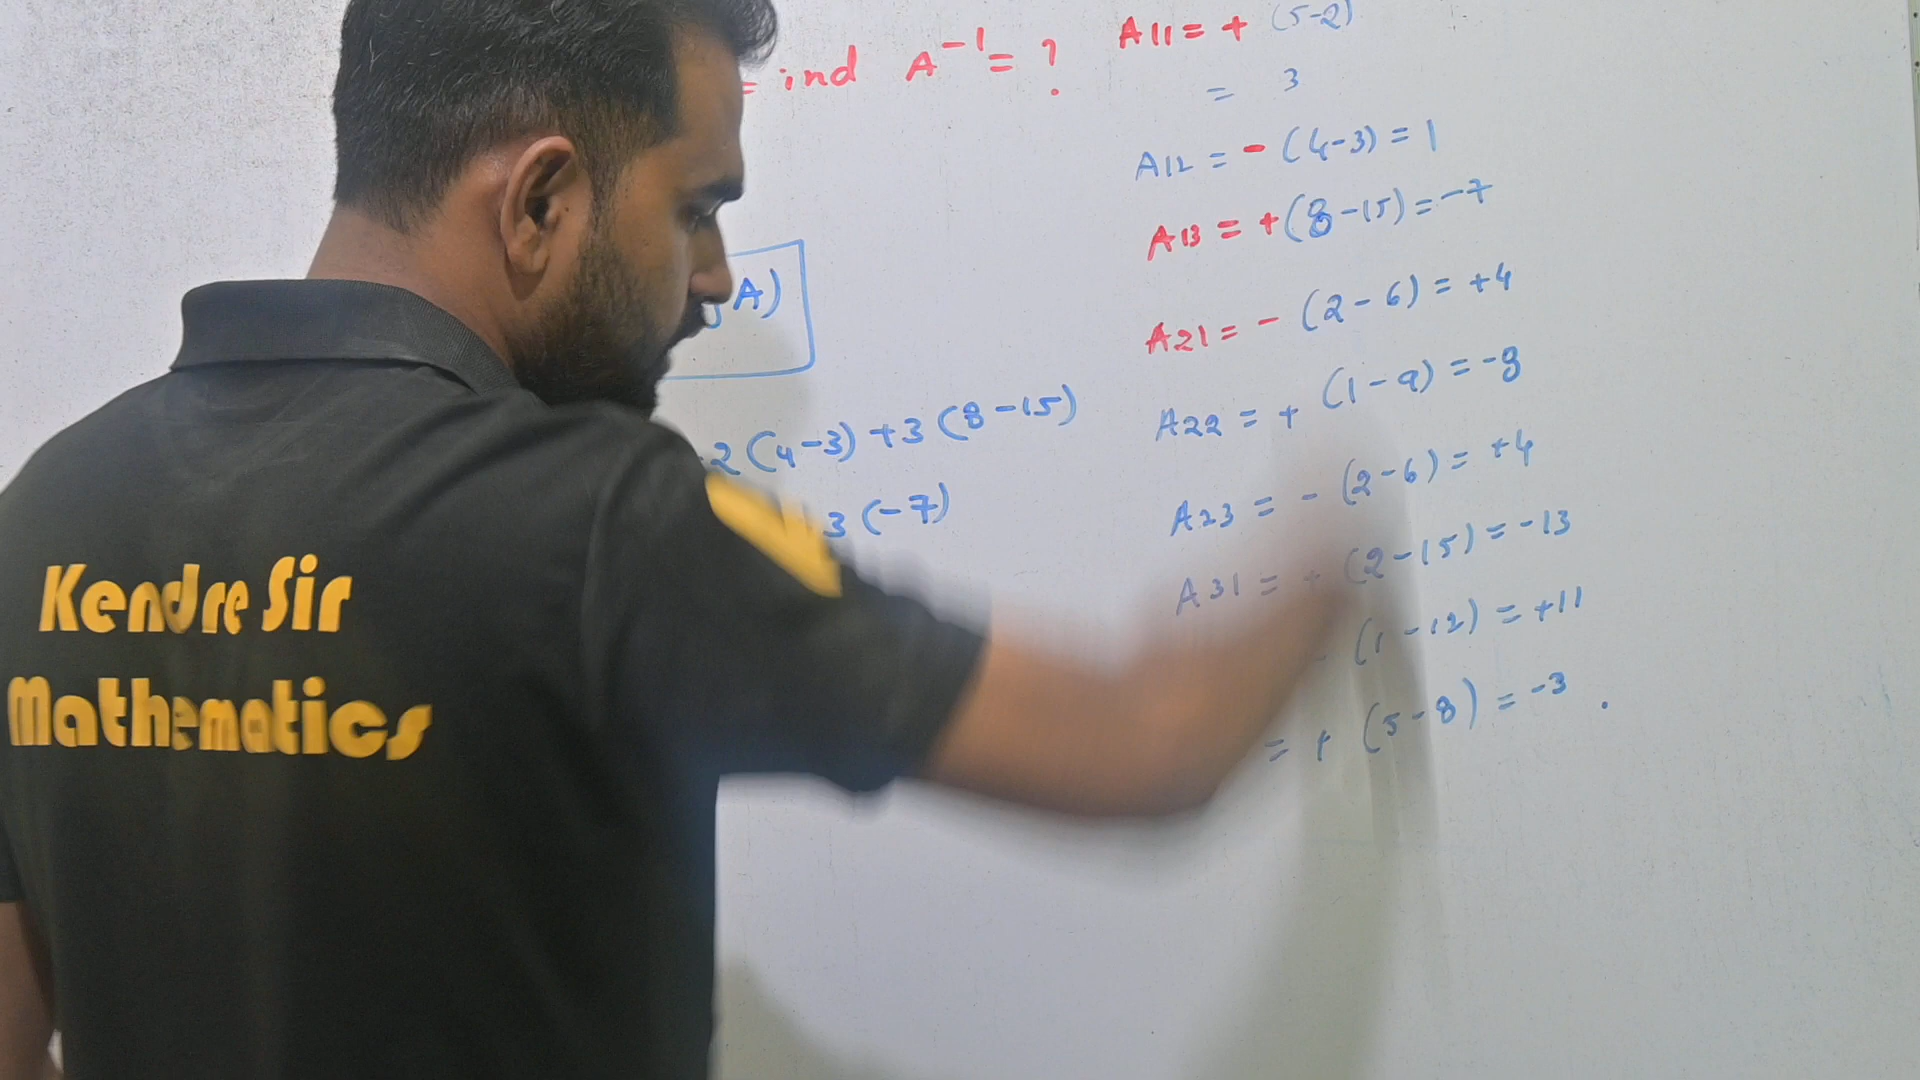 ind A⁻¹ = ?
A)
2 (4-3) + 3 (8-15)
3 (-7)
A11 = + (5-2)
= 3
A12 = - (4-3) = 1
A13 = + (8-15) = -7
A21 = - (2-6) = +4
A22 = + (1-9) = -8
A23 = - (2-6) = +4
A31 = + (2-15) = -13
- (1-12) = +11
= + (5-8) = -3 .
Kendre Sir
Mathematics